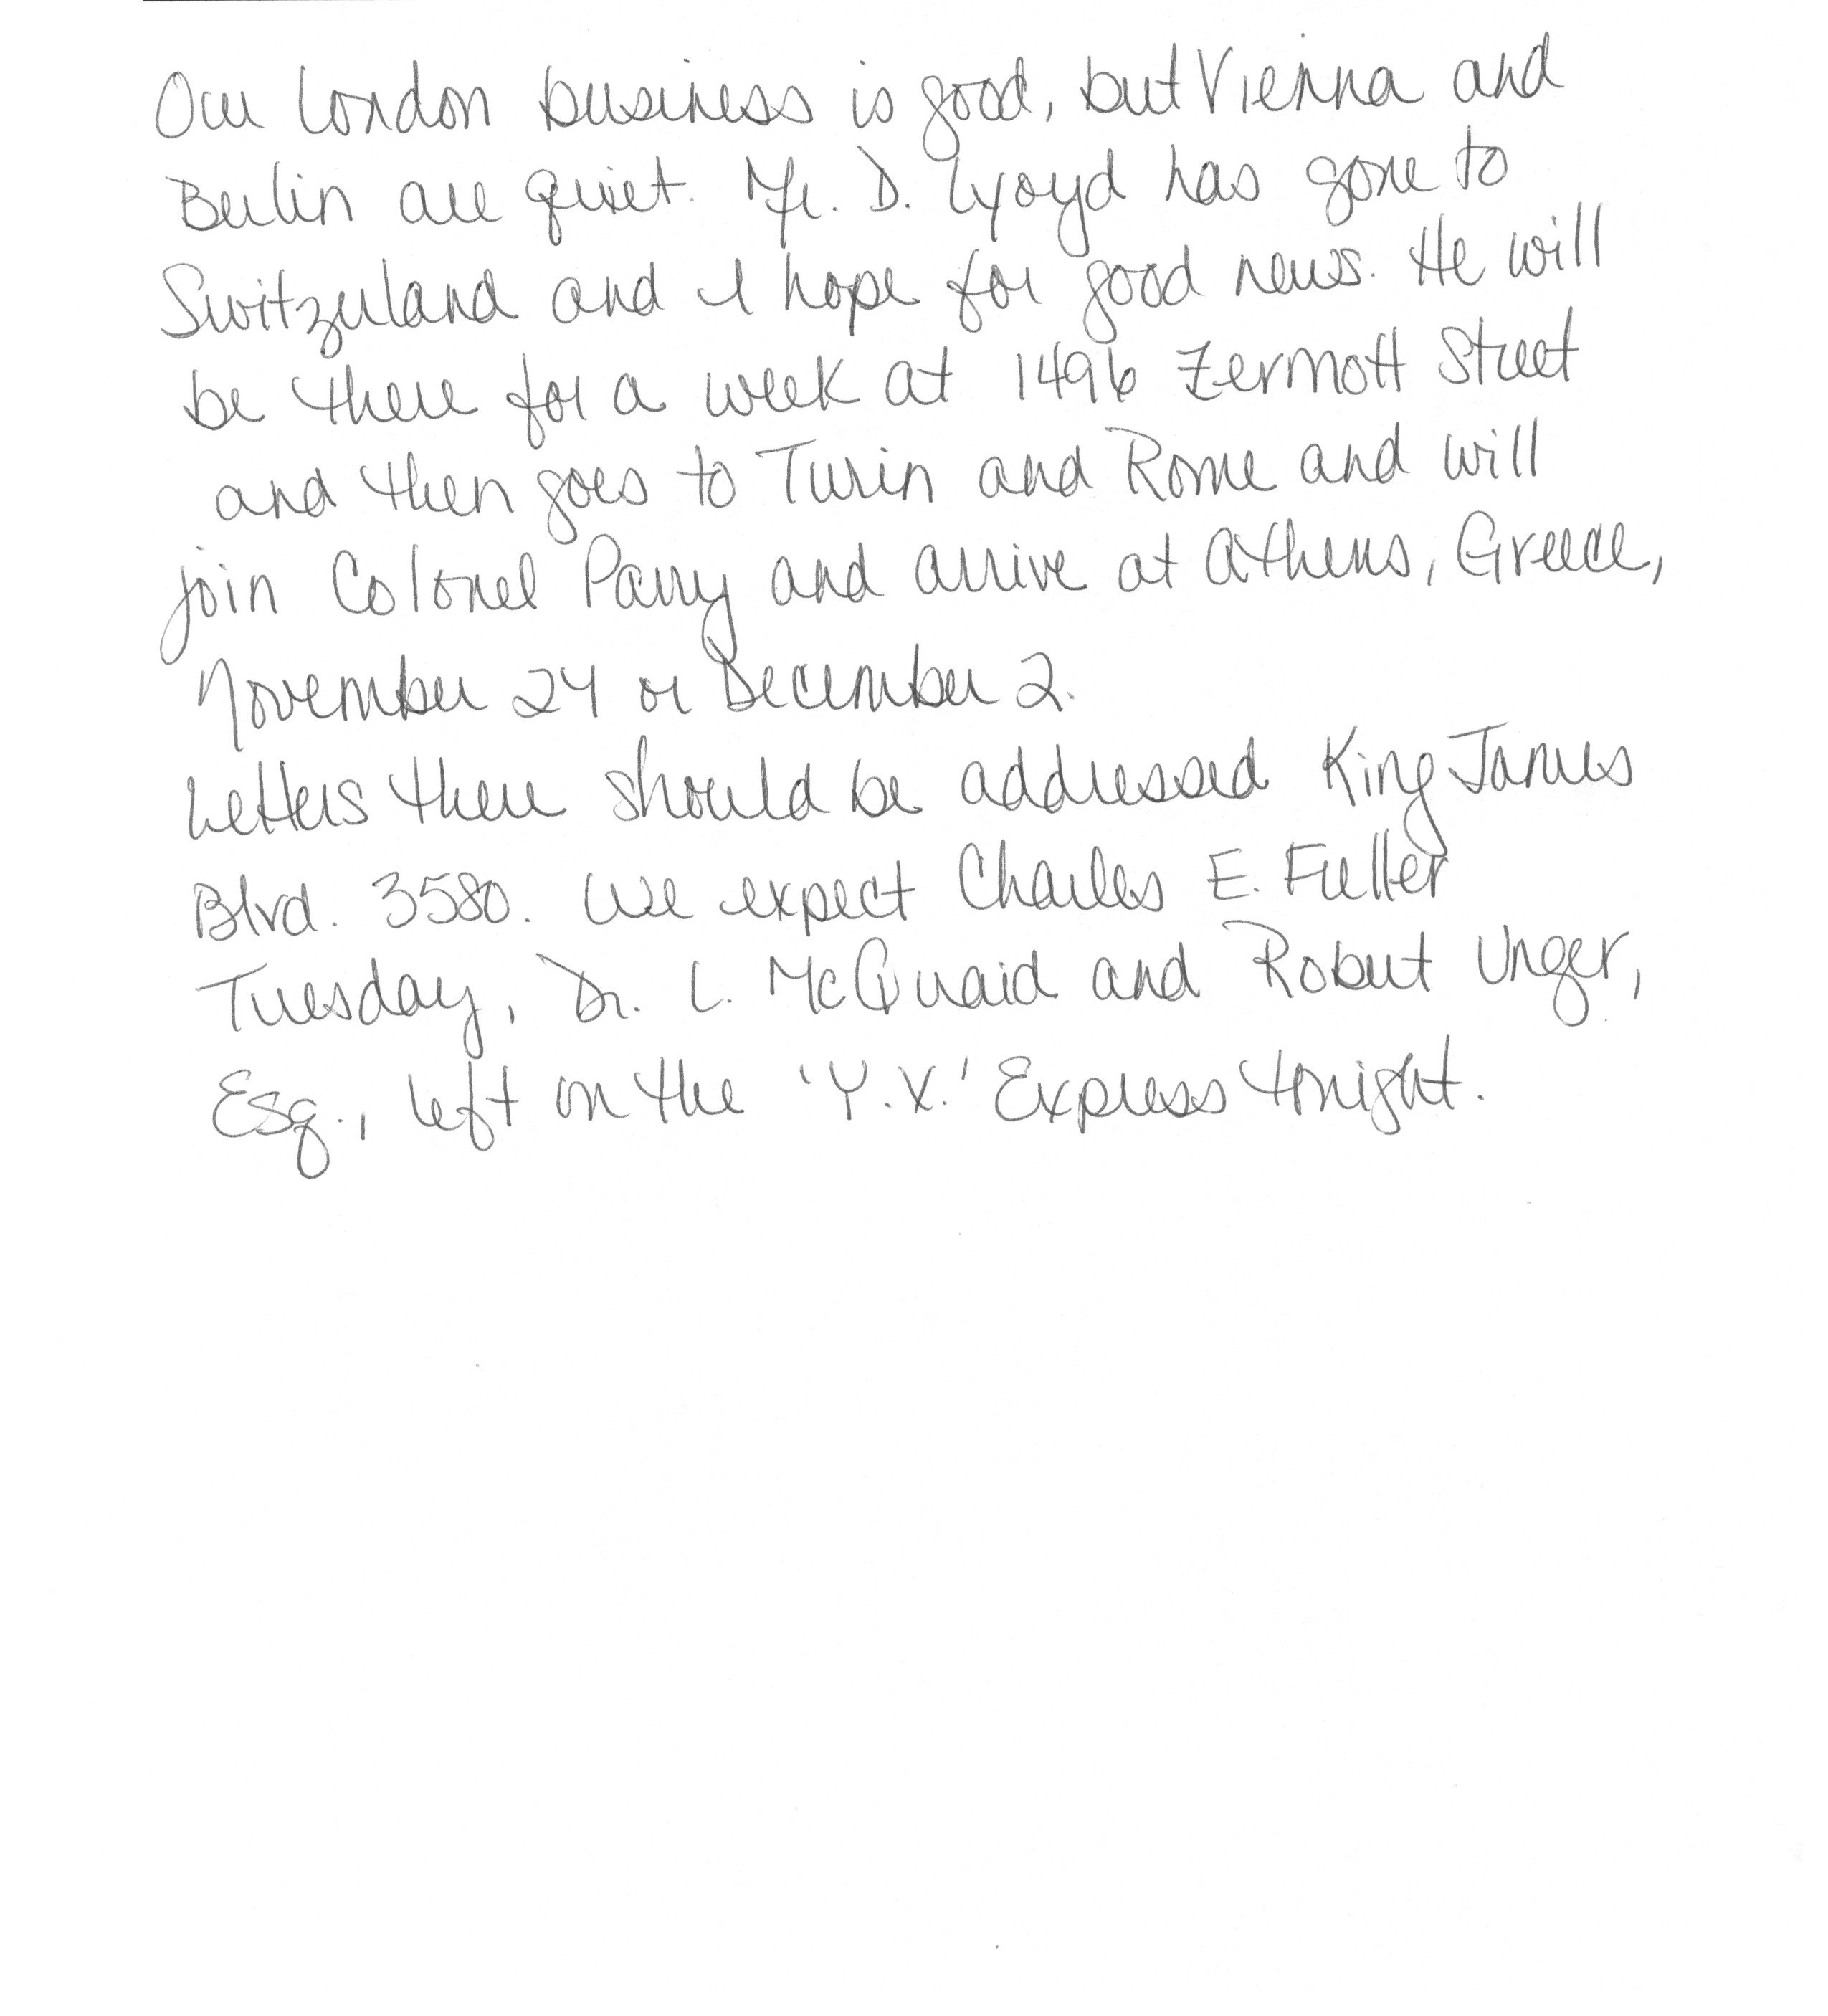 Our London business is good, but Vienna and
Berlin are quiet. Mr. D. Lyoyd has gone to
Switzerland and I hope for good news. He will
be there for a week at 1496 Zermott Street
and then goes to Turin and Rome and will
join Colonel Parry and arrive at Athens, Greece,
November 24 or December 2.
Letters there should be addressed King James
Blvd. 3580. We expect Charles E. Fuller
Tuesday, Dr. L. McQuaid and Robert Unger,
Esq., left on the 'Y.X.' Express tonight.